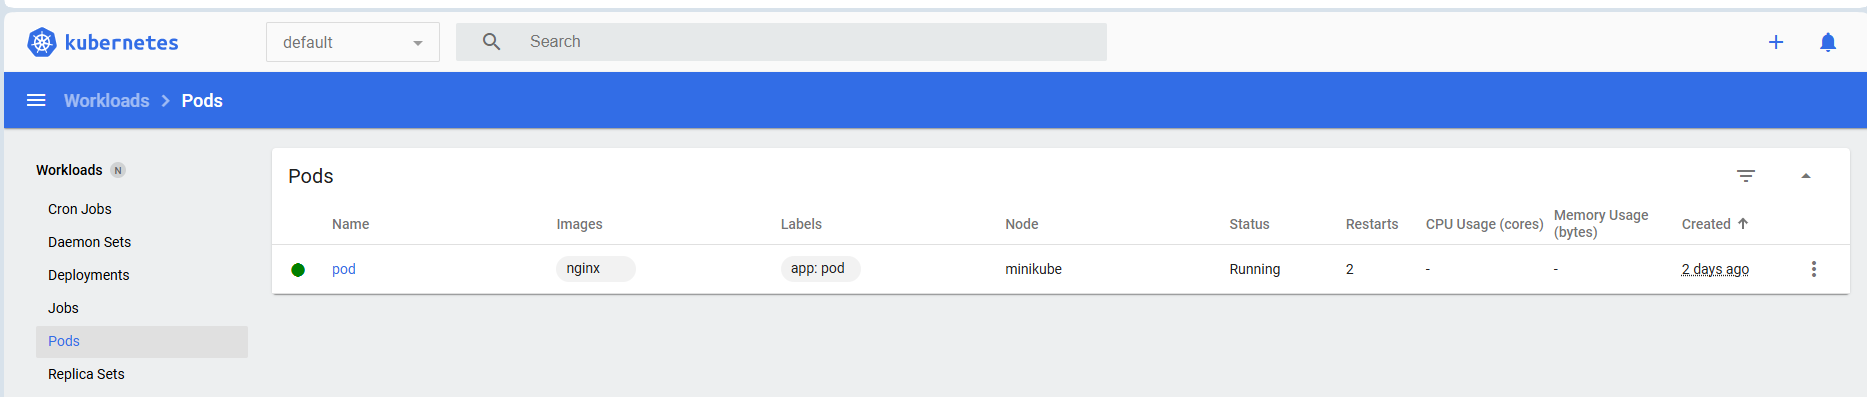 kubernetes
default
Search
Workloads
Pods
Workloads N
Cron Jobs
Daemon Sets
Deployments
Jobs
Pods
Replica Sets
Pods
Name Images Labels Node Status Restarts CPU Usage (cores) Memory Usage (bytes) Created
pod nginx app: pod minikube Running 2 - - 2 days ago